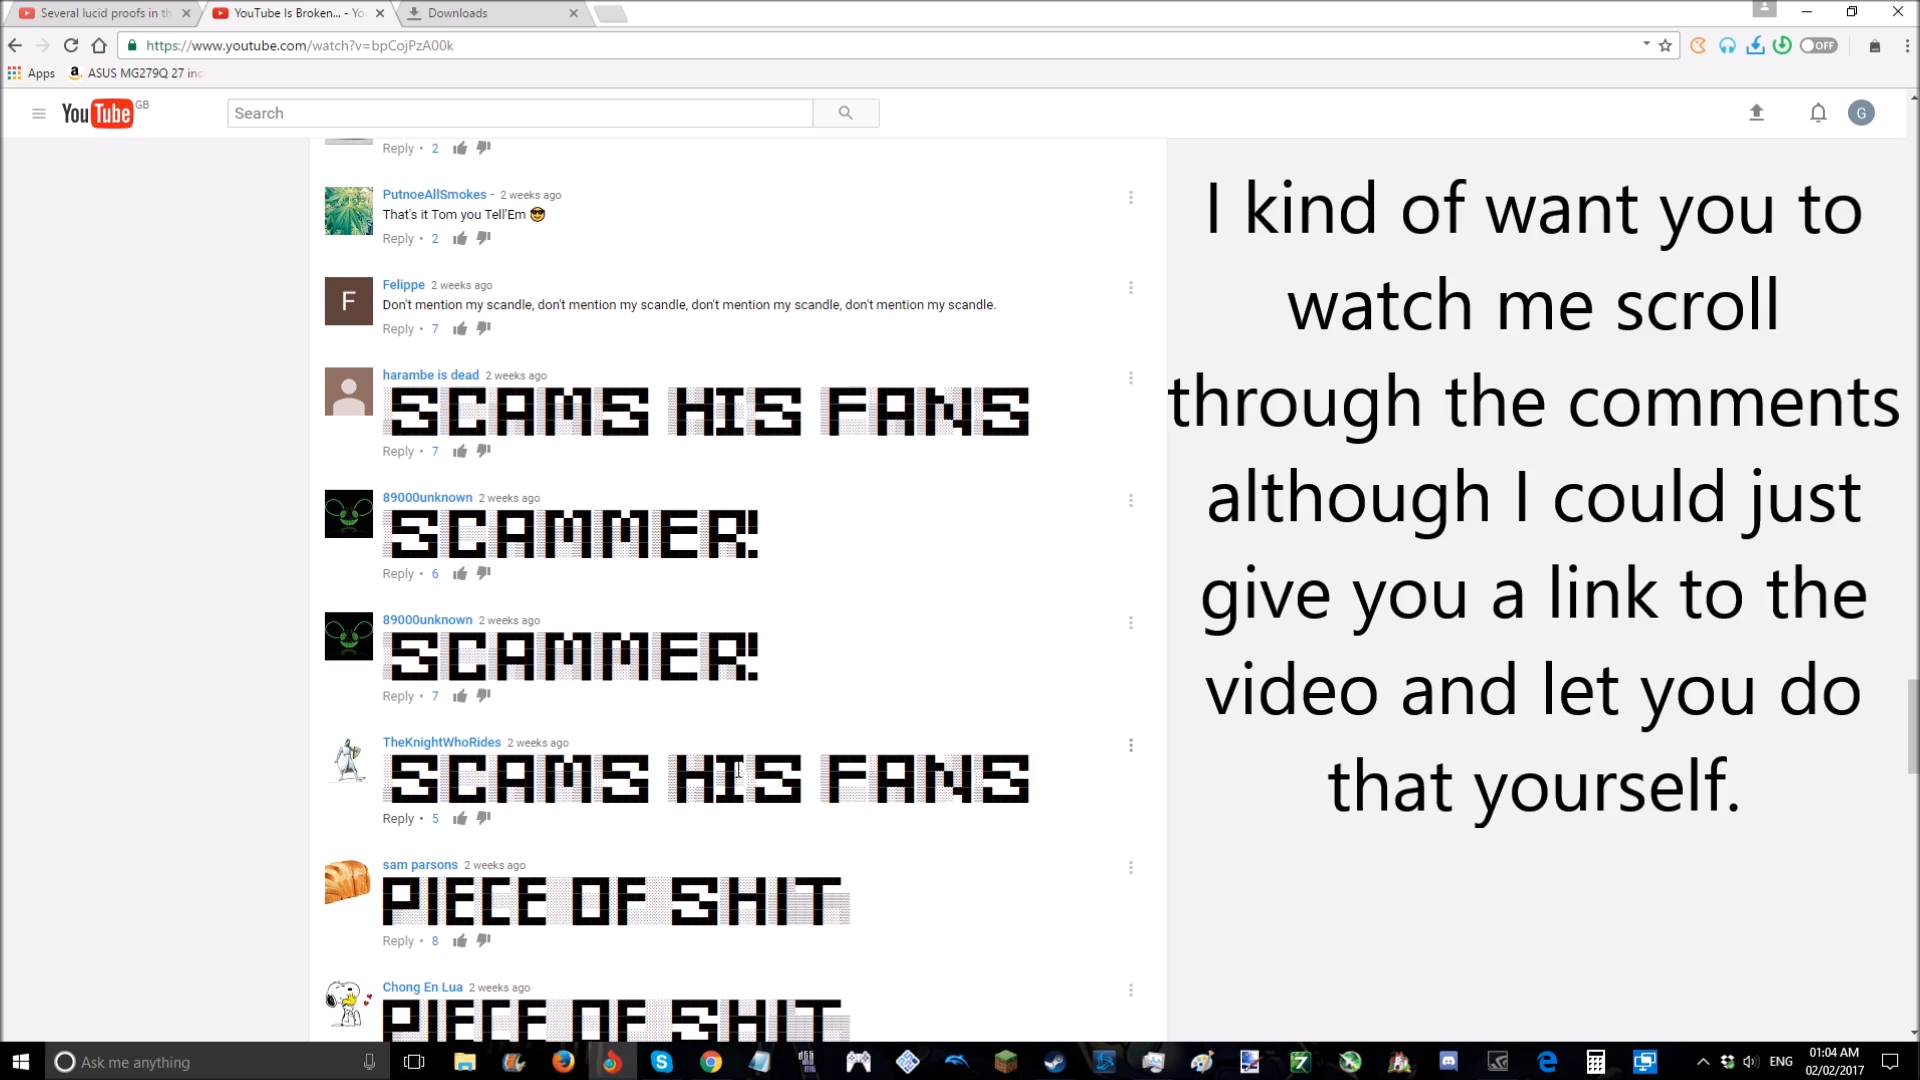 Several lucid proofs in th
YouTube Is Broken... - Yo
Downloads
https://www.youtube.com/watch?v=bpCojPzA00k
OFF
Apps
ASUS MG279Q 27 inc
YouTube GB
Search
G
Reply • 2
PutnoeAllSmokes - 2 weeks ago
That's it Tom you Tell'Em 😎
Reply • 2
F
Felippe 2 weeks ago
Don't mention my scandle, don't mention my scandle, don't mention my scandle, don't mention my scandle.
Reply • 7
harambe is dead 2 weeks ago
SCAMS HIS FANS
Reply • 7
89000unknown 2 weeks ago
SCAMMER!
Reply • 6
89000unknown 2 weeks ago
SCAMMER!
Reply • 7
TheKnightWhoRides 2 weeks ago
SCAMS HIS FANS
Reply • 5
sam parsons 2 weeks ago
PIECE OF SHIT
Reply • 8
Chong En Lua 2 weeks ago
PIECE OF SHIT
I kind of want you to
watch me scroll
through the comments
although I could just
give you a link to the
video and let you do
that yourself.
Ask me anything
ENG
01:04 AM
02/02/2017